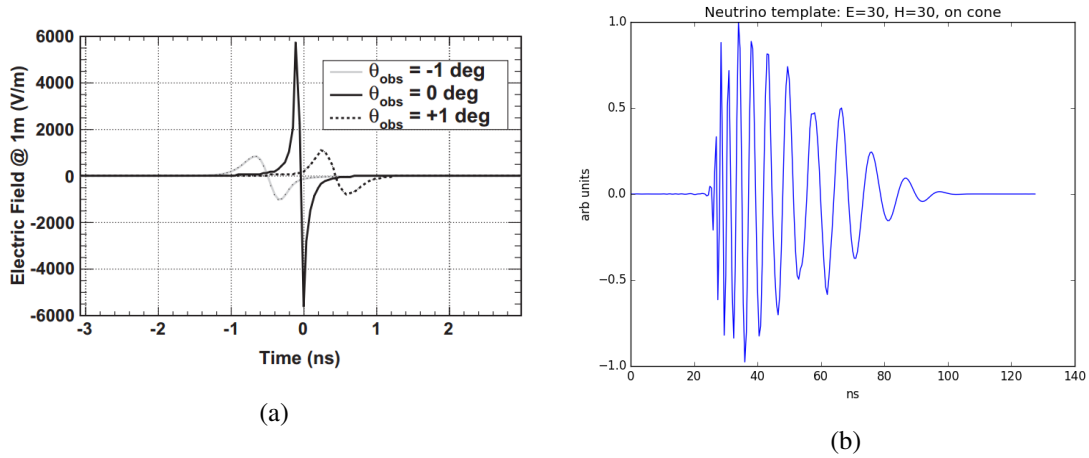 6000
4000
2000
0
-2000
-4000
-6000
Electric Field @ 1m (V/m)
θobs = -1 deg
θobs = 0 deg
θobs = +1 deg
-3 -2 -1 0 1 2
Time (ns)
(a)
Neutrino template: E=30, H=30, on cone
1.0
0.5
0.0
−0.5
−1.0
arb units
0 20 40 60 80 100 120 140
ns
(b)